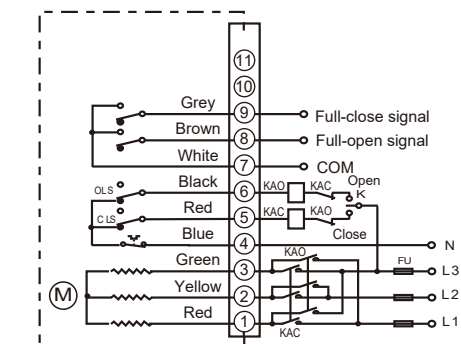 11
10
Grey 9 Full-close signal
Brown 8 Full-open signal
White 7 COM
OLS Black 6 KAO KAC Open
K
CLS Red 5 KAC KAO
Close
Blue 4 N
Green 3 KAO FU L3
M Yellow 2 L2
Red 1 L1
KAC